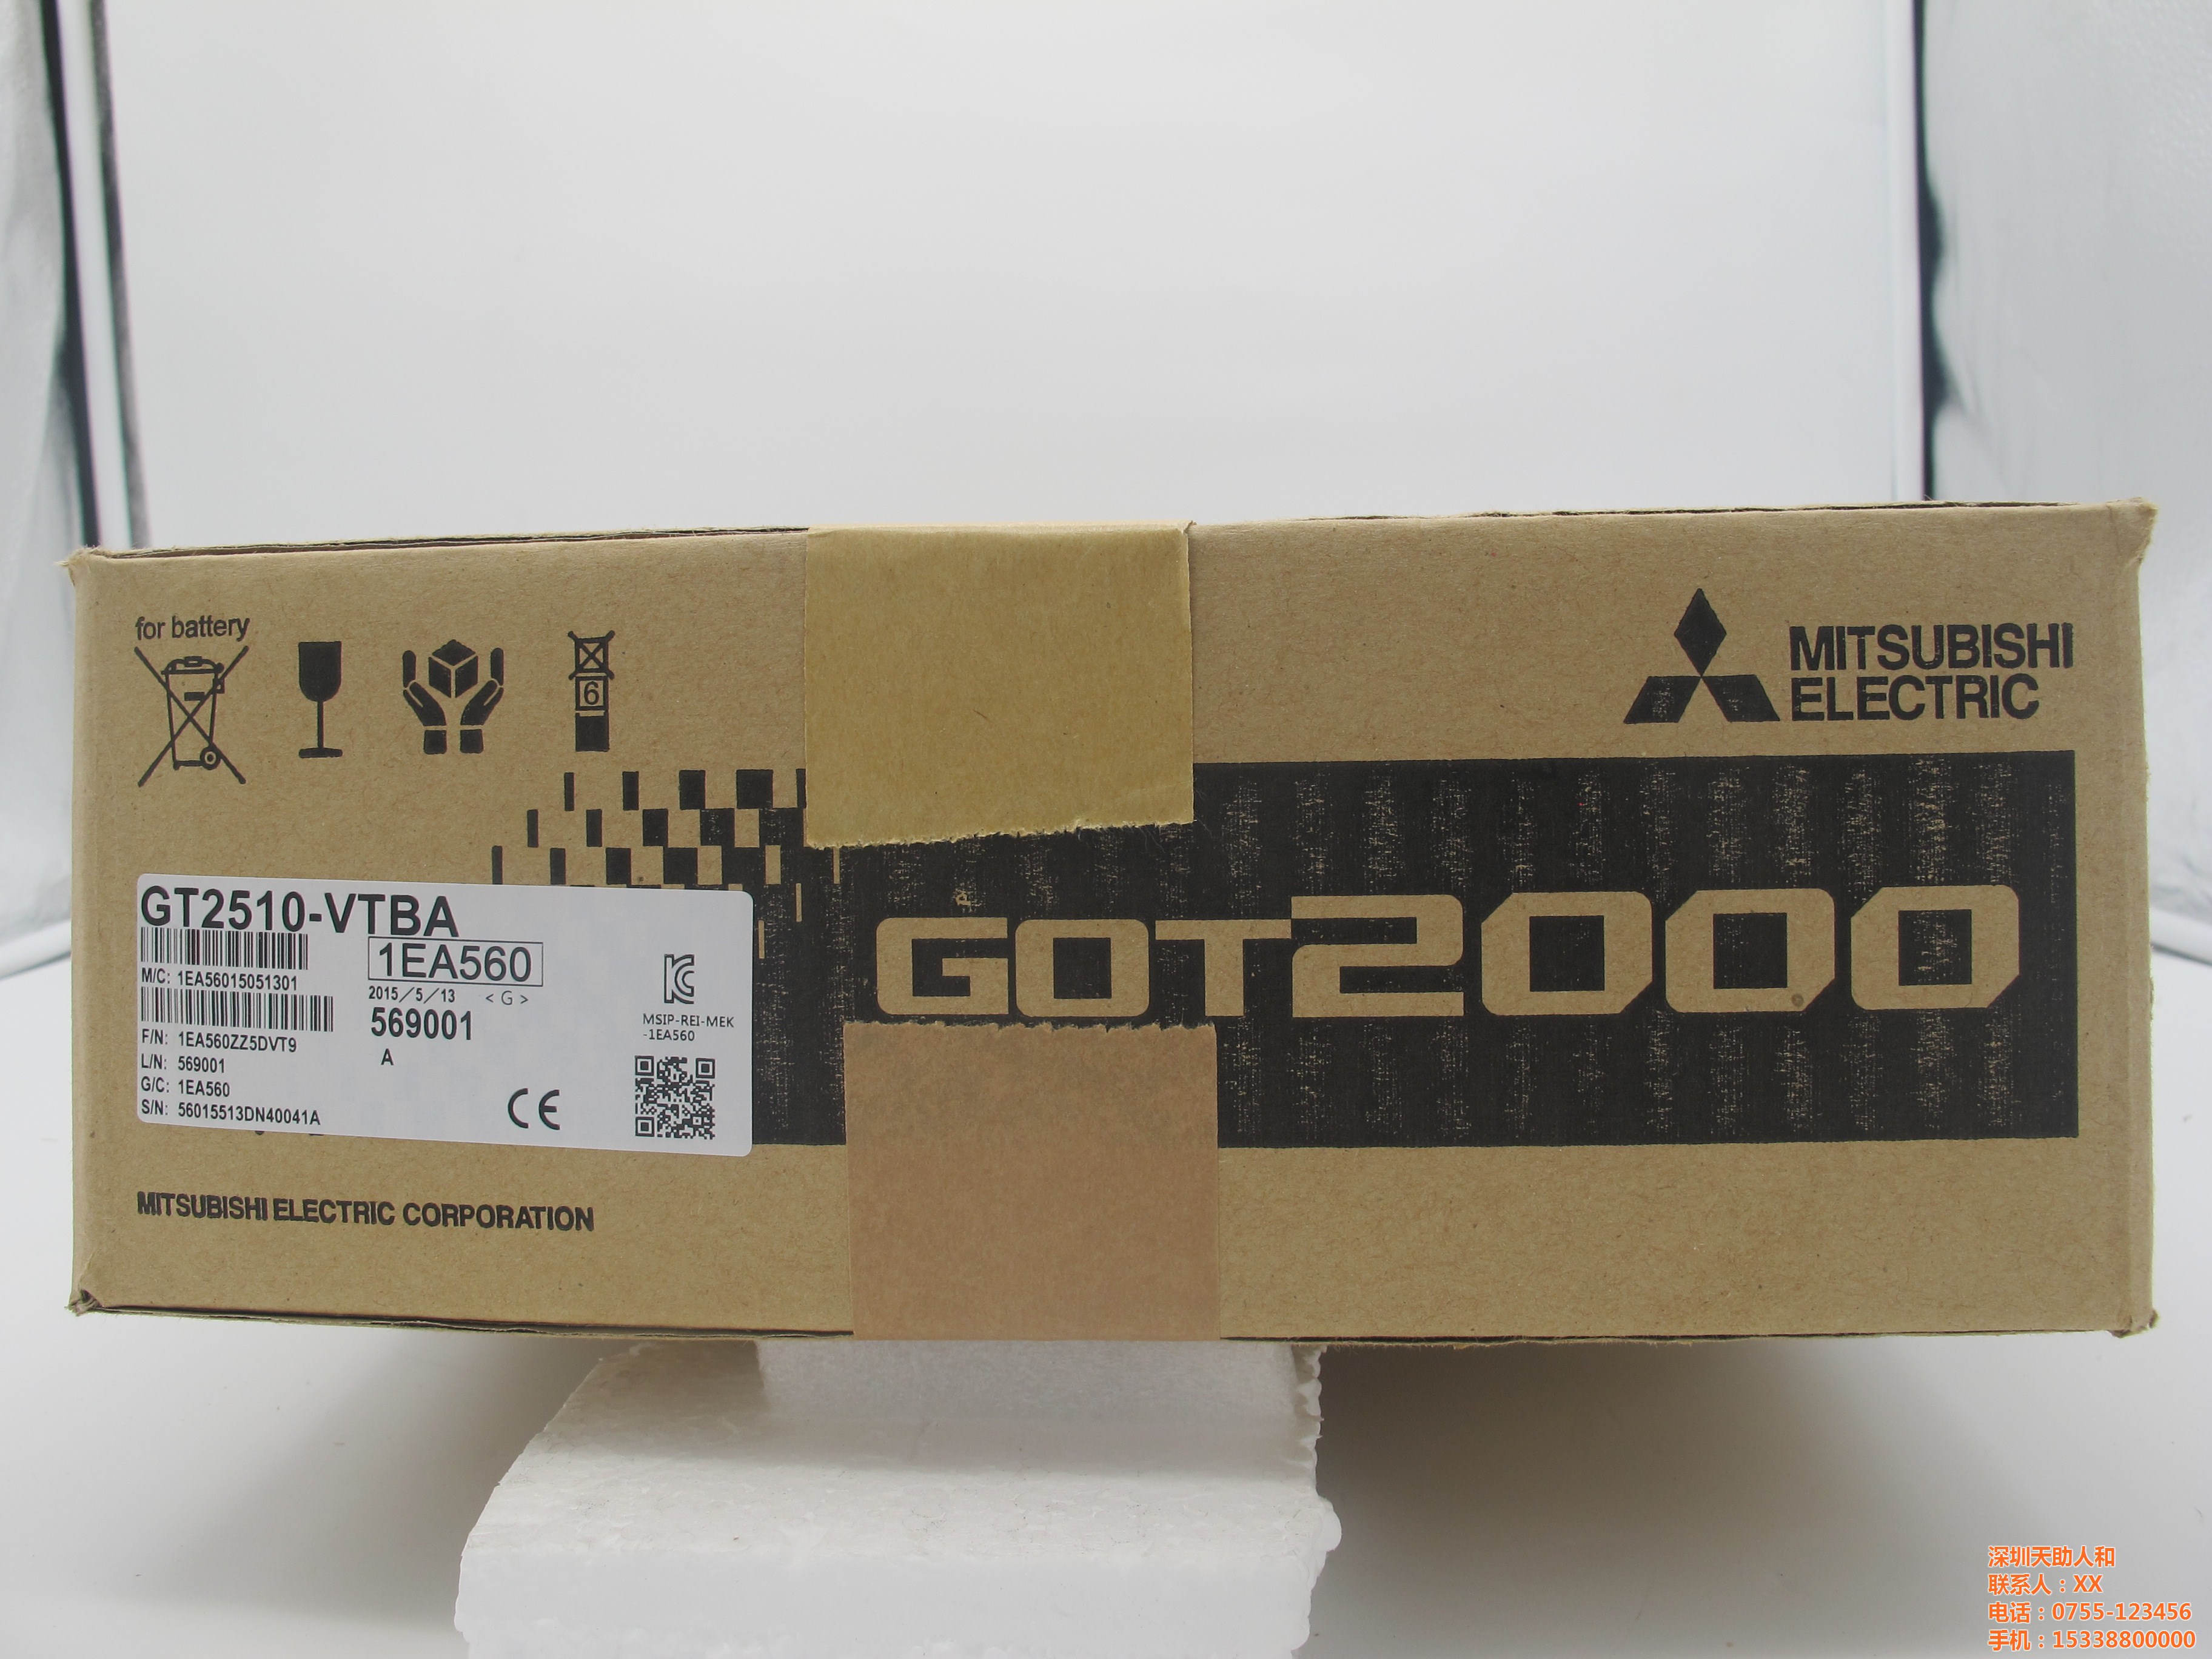 for battery
6
MITSUBISHI
ELECTRIC
GOT2000
GT2510-VTBA
1EA560
M/C: 1EA56015051301
2015/5/13 <G>
569001
A
F/N: 1EA560ZZ5DVT9
L/N: 569001
G/C: 1EA560
S/N: 56015513DN40041A
MSIP-REI-MEK
-1EA560
CE
MITSUBISHI ELECTRIC CORPORATION
深圳天助人和
联系人：XX
电话：0755-123456
手机：15338800000